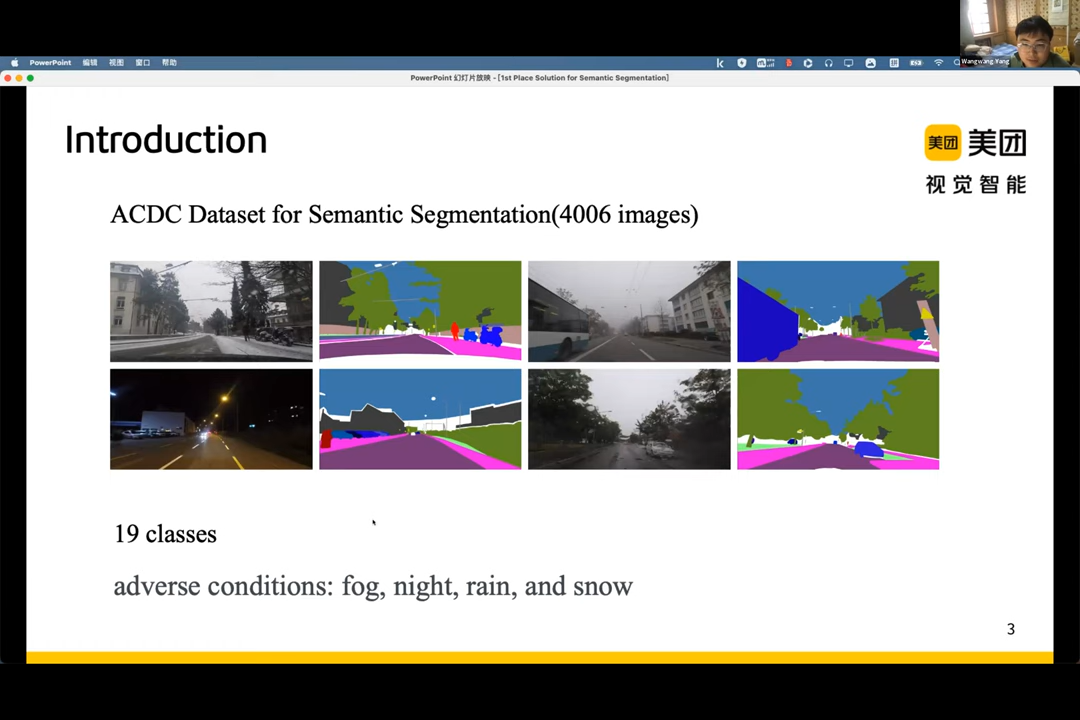 PowerPoint 编辑 视图 窗口 帮助
Wangwang Yang
PowerPoint 幻灯片放映 - [1st Place Solution for Semantic Segmentation]
Introduction
美团 美团
视觉智能
ACDC Dataset for Semantic Segmentation(4006 images)
19 classes
adverse conditions: fog, night, rain, and snow
3